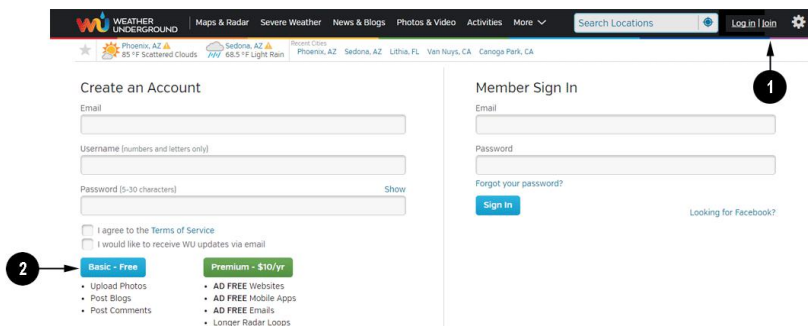 WEATHER UNDERGROUND Maps & Radar Severe Weather News & Blogs Photos & Video Activities More Search Locations Log in | Join
Phoenix, AZ
85 °F Scattered Clouds
Sedona, AZ
68.5 °F Light Rain
Recent Cities
Phoenix, AZ Sedona, AZ Lithia, FL Van Nuys, CA Canoga Park, CA
1
Create an Account
Email
Username (numbers and letters only)
Password (5-30 characters) Show
I agree to the Terms of Service
I would like to receive WU updates via email
2
Basic - Free
Upload Photos
Post Blogs
Post Comments
Premium - $10/yr
AD FREE Websites
AD FREE Mobile Apps
AD FREE Emails
Longer Radar Loops
Member Sign In
Email
Password
Forgot your password?
Sign In
Looking for Facebook?